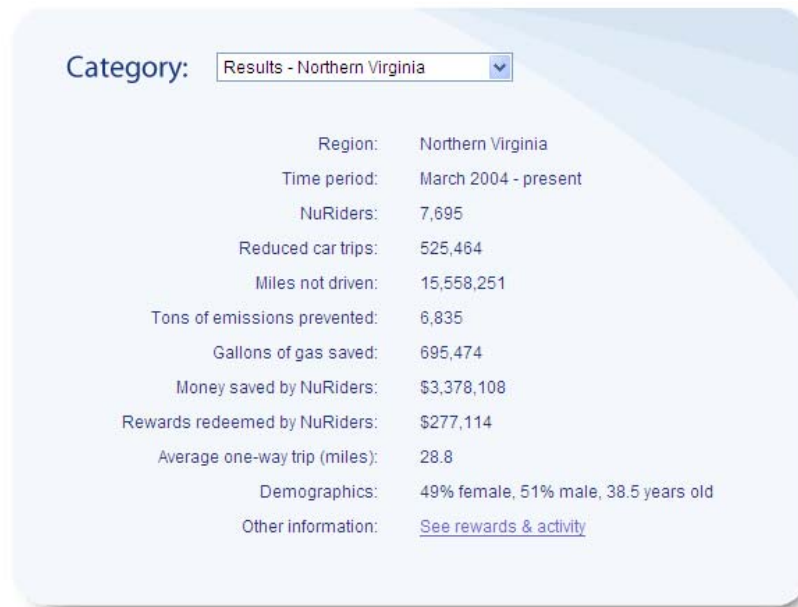 Category: Results - Northern Virginia
Region: Northern Virginia
Time period: March 2004 - present
NuRiders: 7,695
Reduced car trips: 525,464
Miles not driven: 15,558,251
Tons of emissions prevented: 6,835
Gallons of gas saved: 695,474
Money saved by NuRiders: $3,378,108
Rewards redeemed by NuRiders: $277,114
Average one-way trip (miles): 28.8
Demographics: 49% female, 51% male, 38.5 years old
Other information: See rewards & activity